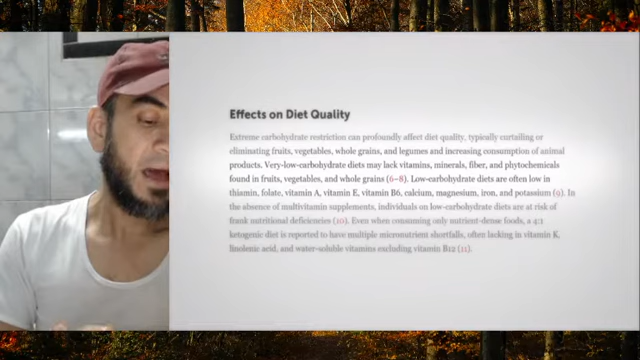 Effects on Diet Quality
Extreme carbohydrate restriction can profoundly affect diet quality, typically curtailing or
eliminating fruits, vegetables, whole grains, and legumes and increasing consumption of animal
products. Very-low-carbohydrate diets may lack vitamins, minerals, fiber, and phytochemicals
found in fruits, vegetables, and whole grains (6–8). Low-carbohydrate diets are often low in
thiamin, folate, vitamin A, vitamin E, vitamin B6, calcium, magnesium, iron, and potassium (9). In
the absence of multivitamin supplements, individuals on low-carbohydrate diets are at risk of
frank nutritional deficiencies (10). Even when consuming only nutrient-dense foods, a 4:1
ketogenic diet is reported to have multiple micronutrient shortfalls, often lacking in vitamin K,
linolenic acid, and water-soluble vitamins excluding vitamin B12 (11).